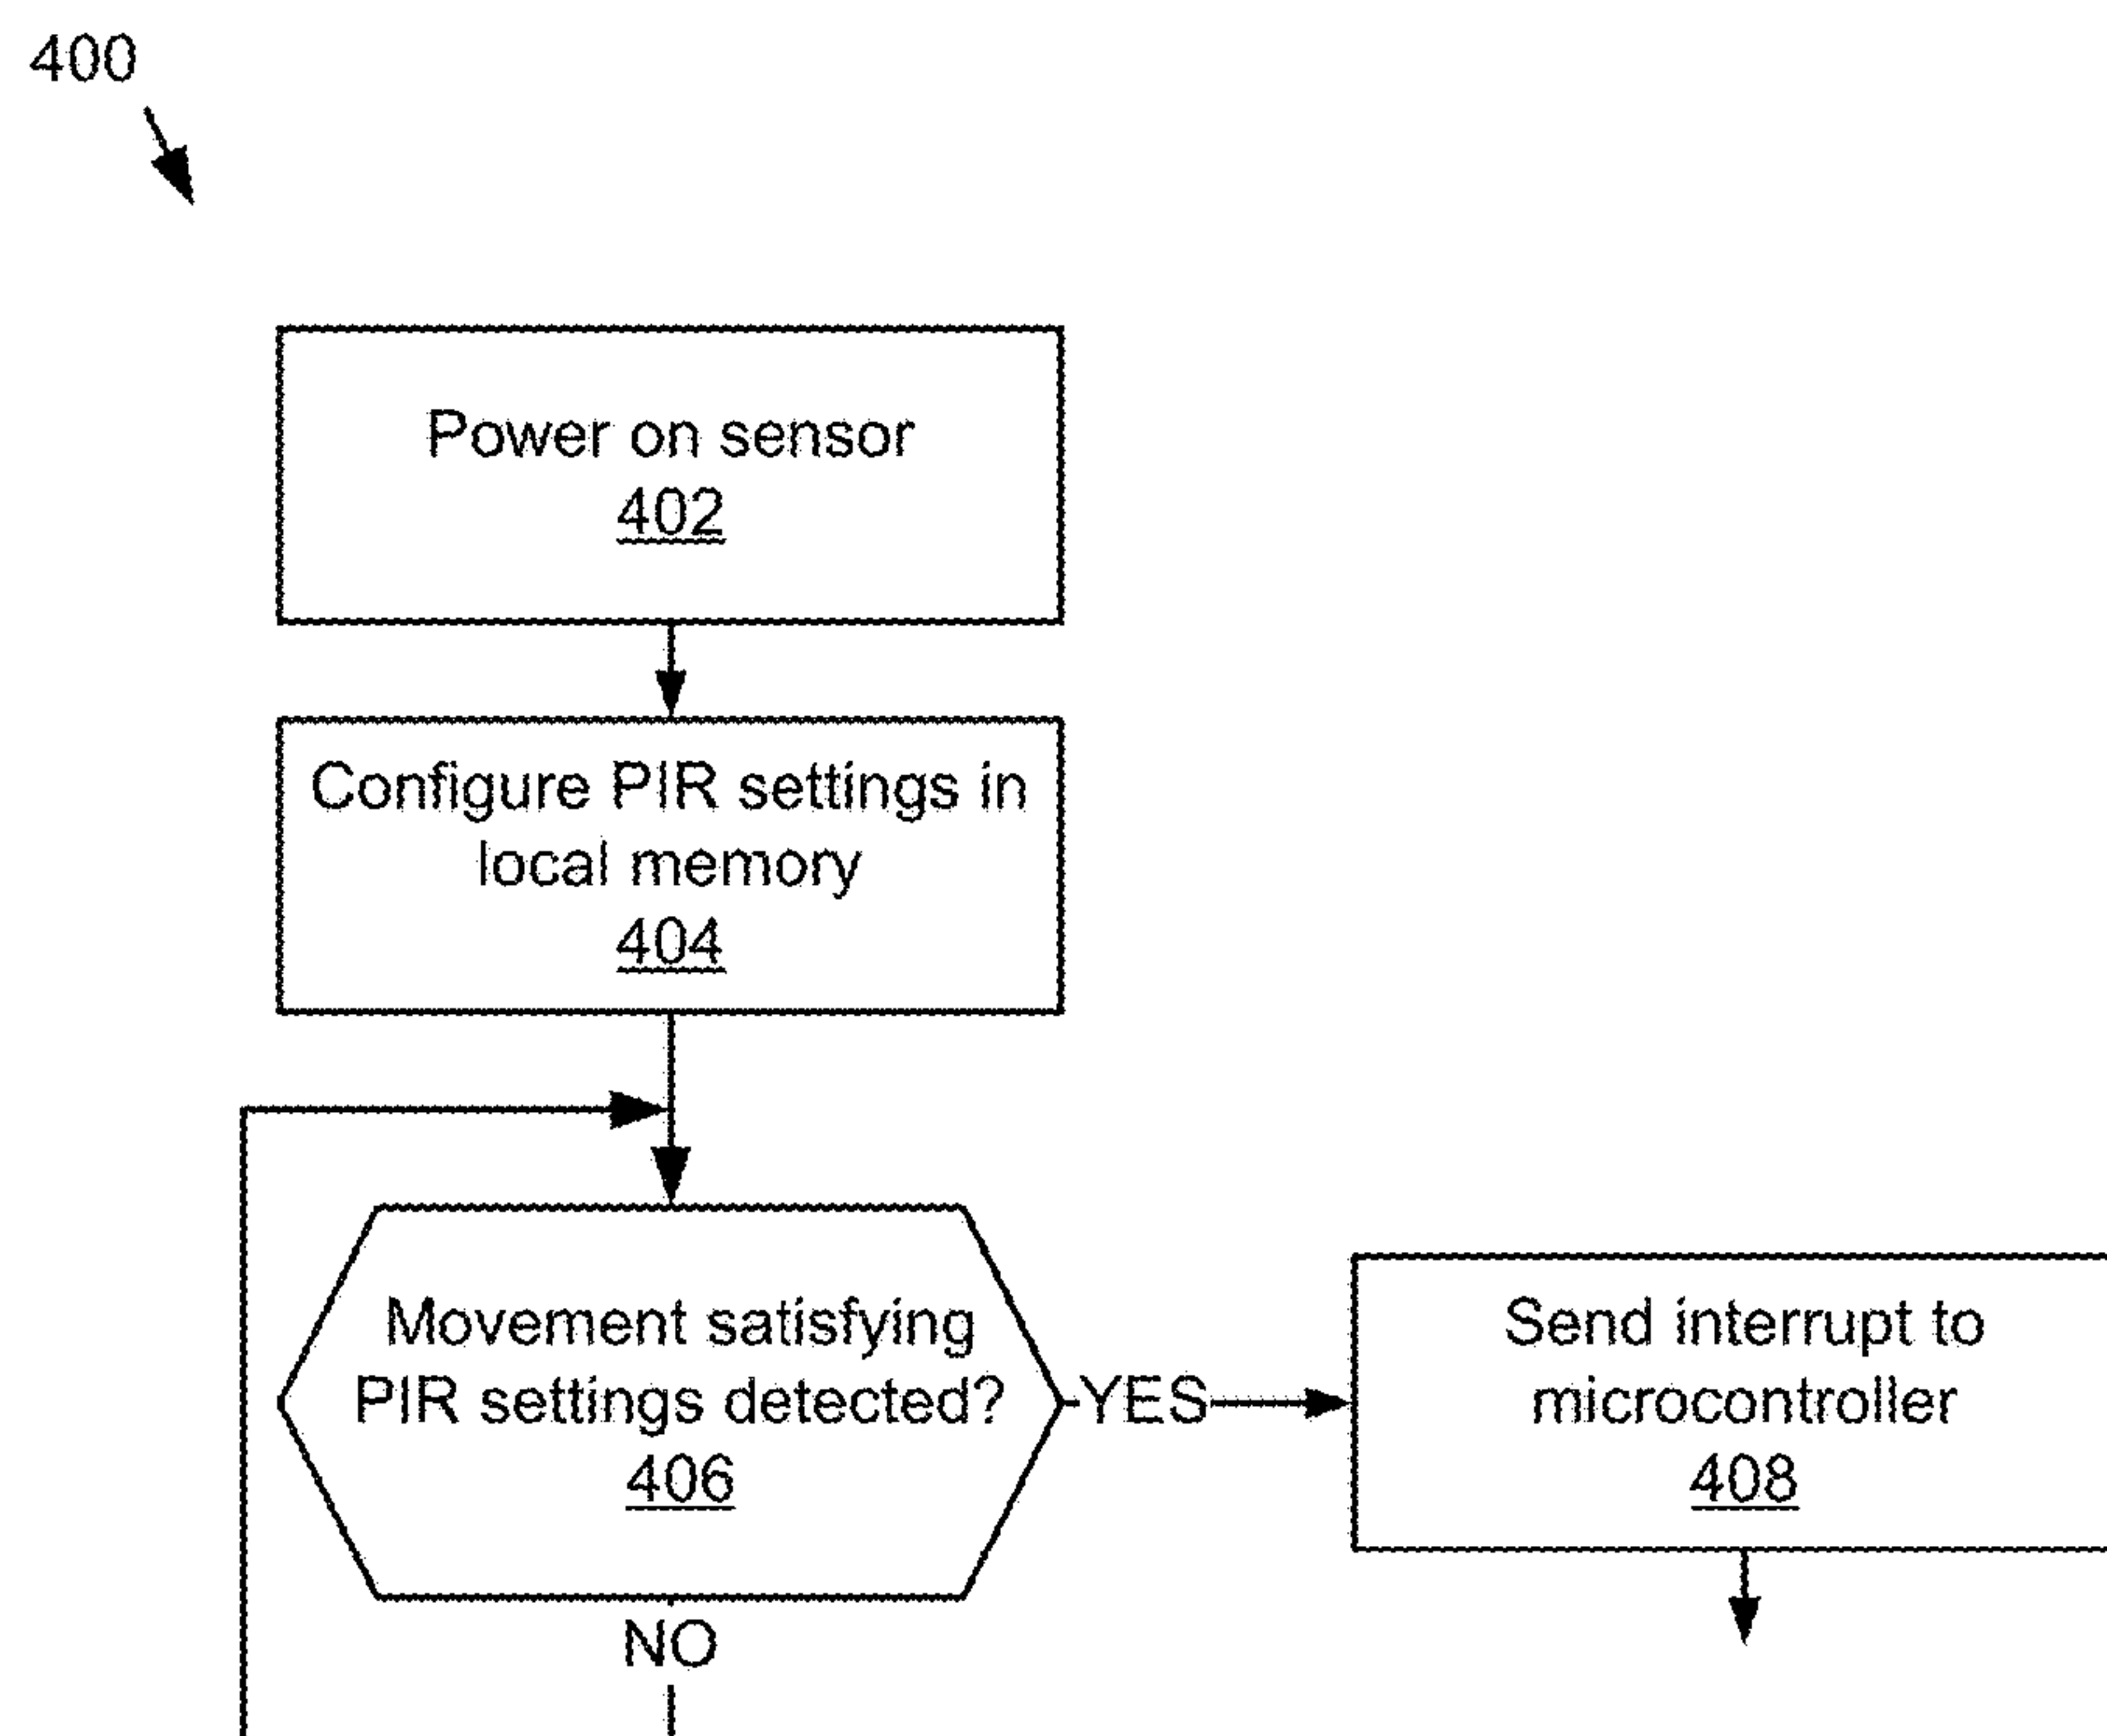 400
Power on sensor
402
Configure PIR settings in
local memory
404
Movement satisfying
PIR settings detected?
406
YES
Send interrupt to
microcontroller
408
NO